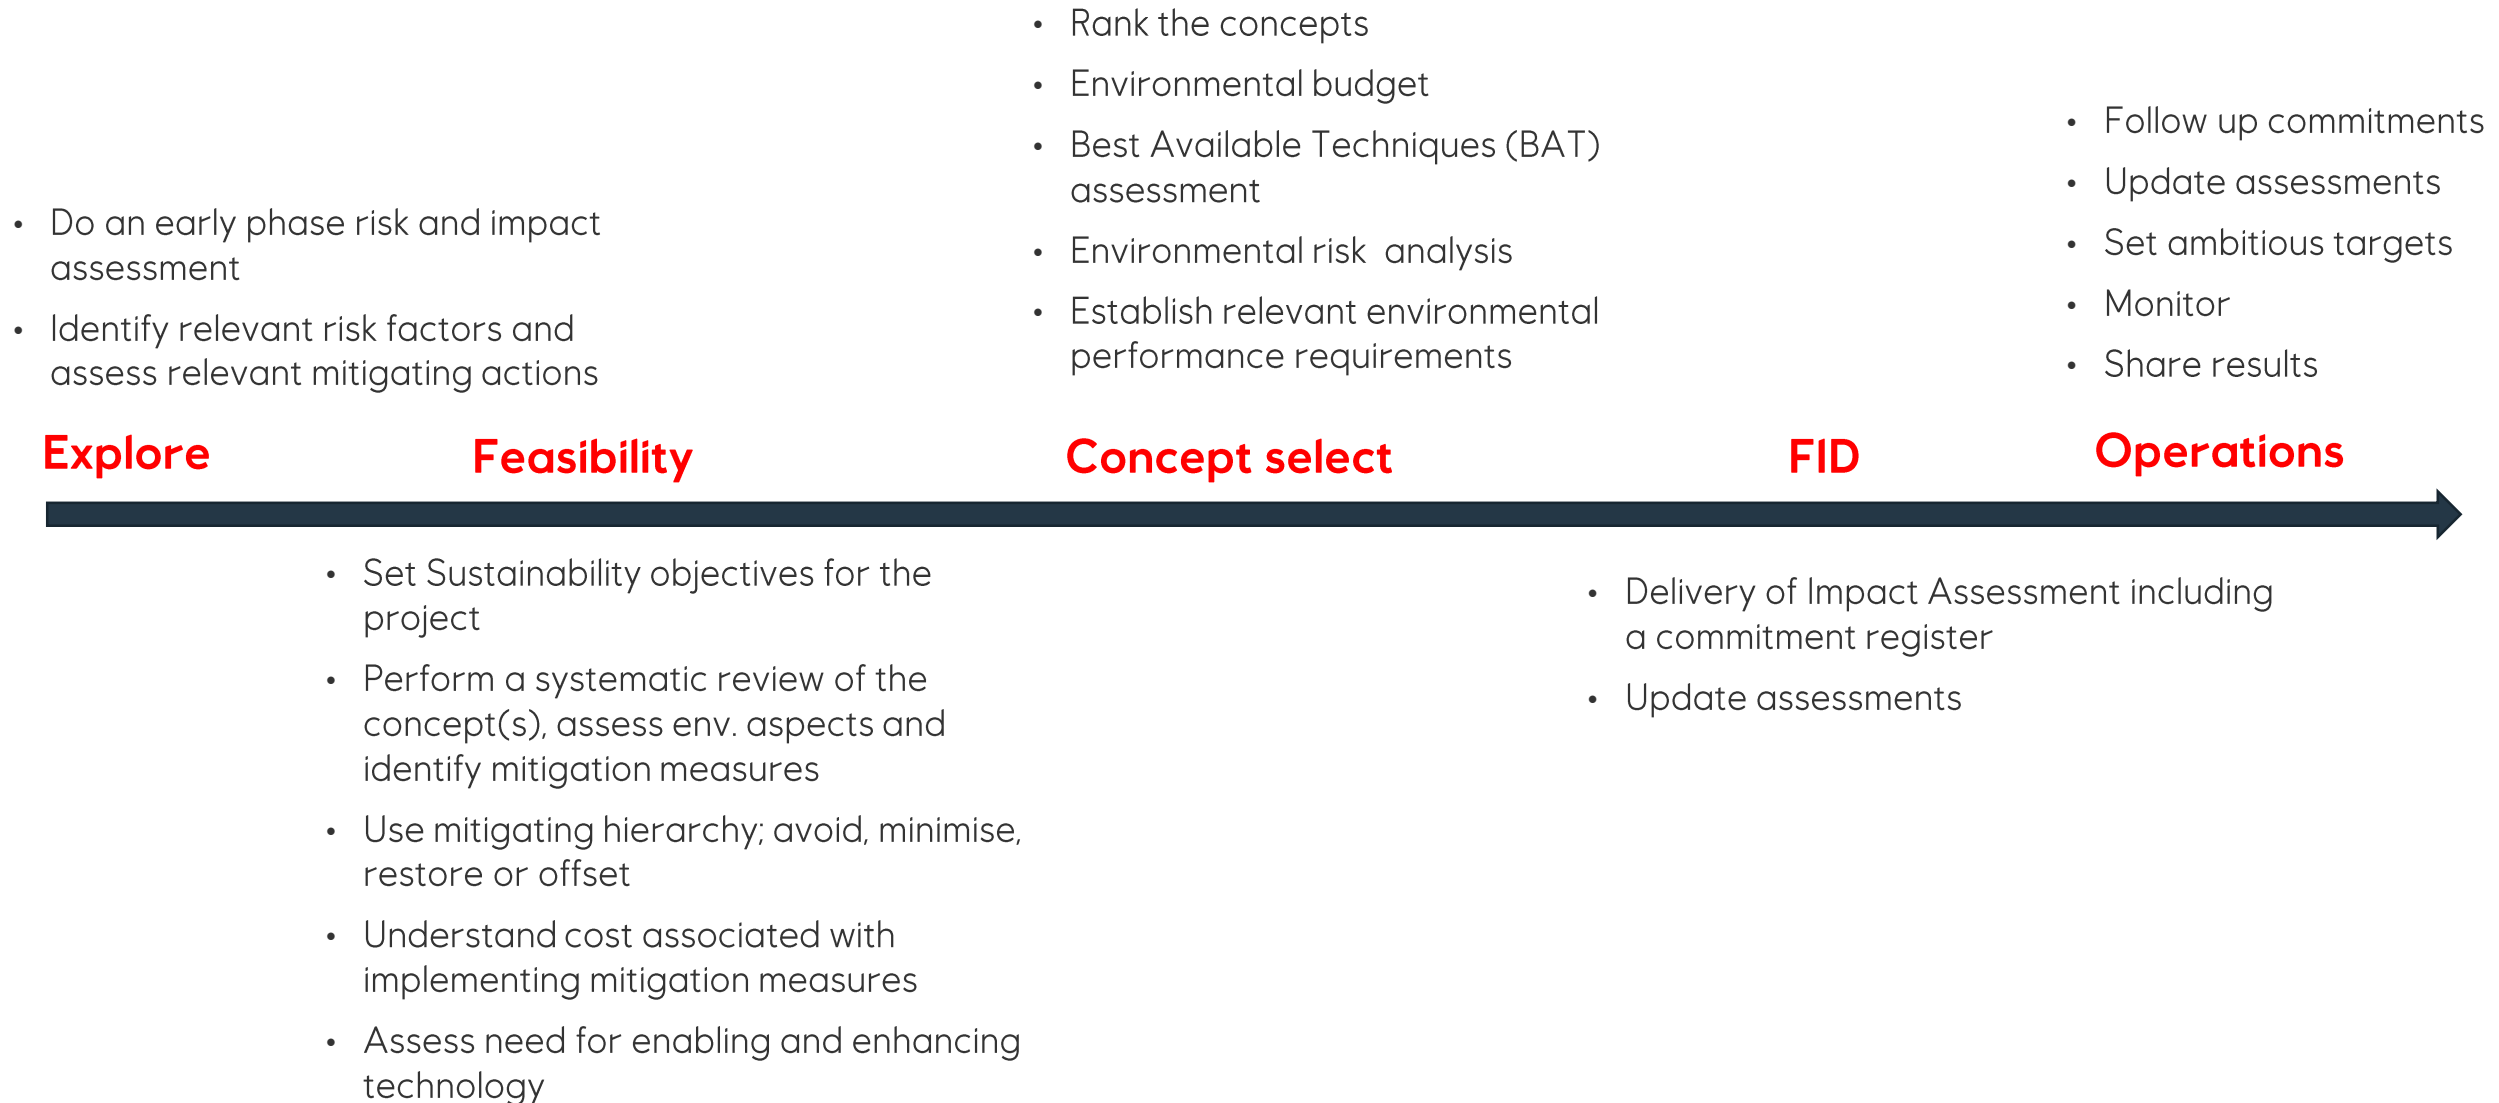 • Do an early phase risk and impact
assessment
• Identify relevant risk factors and
assess relevant mitigating actions
Explore
Feasibility
• Set Sustainability objectives for the
project
• Perform a systematic review of the
concept(s), assess env. aspects and
identify mitigation measures
• Use mitigating hierarchy; avoid, minimise,
restore or offset
• Understand cost associated with
implementing mitigation measures
• Assess need for enabling and enhancing
technology
• Rank the concepts
• Environmental budget
• Best Available Techniques (BAT)
assessment
• Environmental risk  analysis
• Establish relevant environmental
performance requirements
Concept select
FID
• Delivery of Impact Assessment including
a commitment register
• Update assessments
• Follow up commitments
• Update assessments
• Set ambitious targets
• Monitor
• Share results
Operations